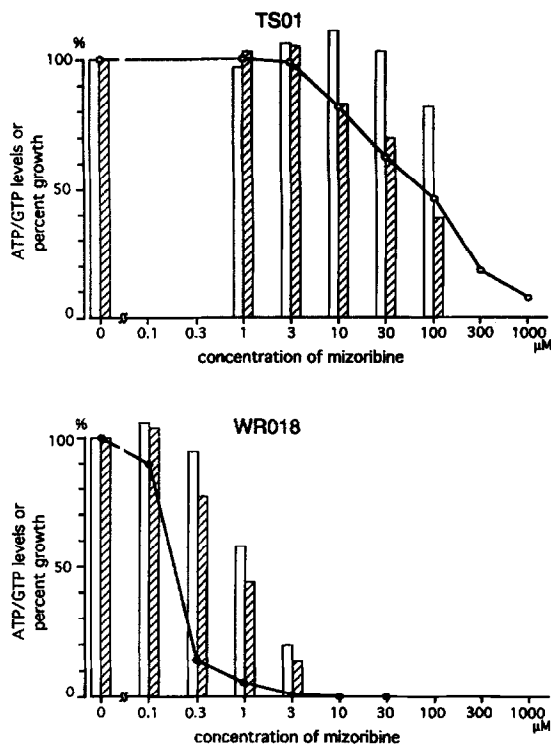 TS01
100 %
ATP/GTP levels or
percent growth
50
0
0 0.1 0.3 1 3 10 30 100 300 1000
μM
concentration of mizoribine
WR018
%
100
ATP/GTP levels or
percent growth
50
0
0 0.1 0.3 1 3 10 30 100 300 1000
μM
concentration of mizoribine